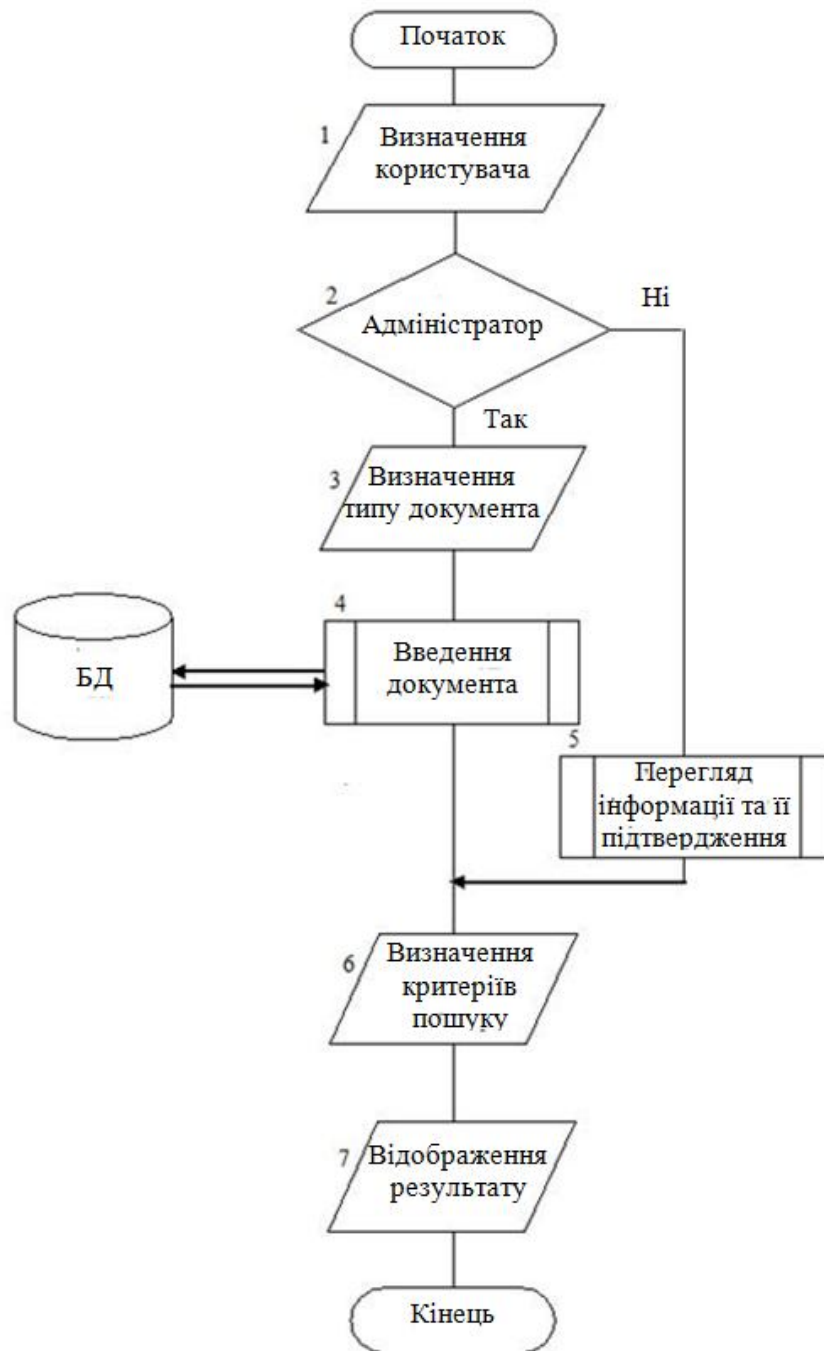 Початок
1
Визначення
користувача
2
Адміністратор
Ні
Так
3
Визначення
типу документа
4
Введення
документа
БД
5
Перегляд
інформації та її
підтвердження
6
Визначення
критеріїв
пошуку
7
Відображення
результату
Кінець